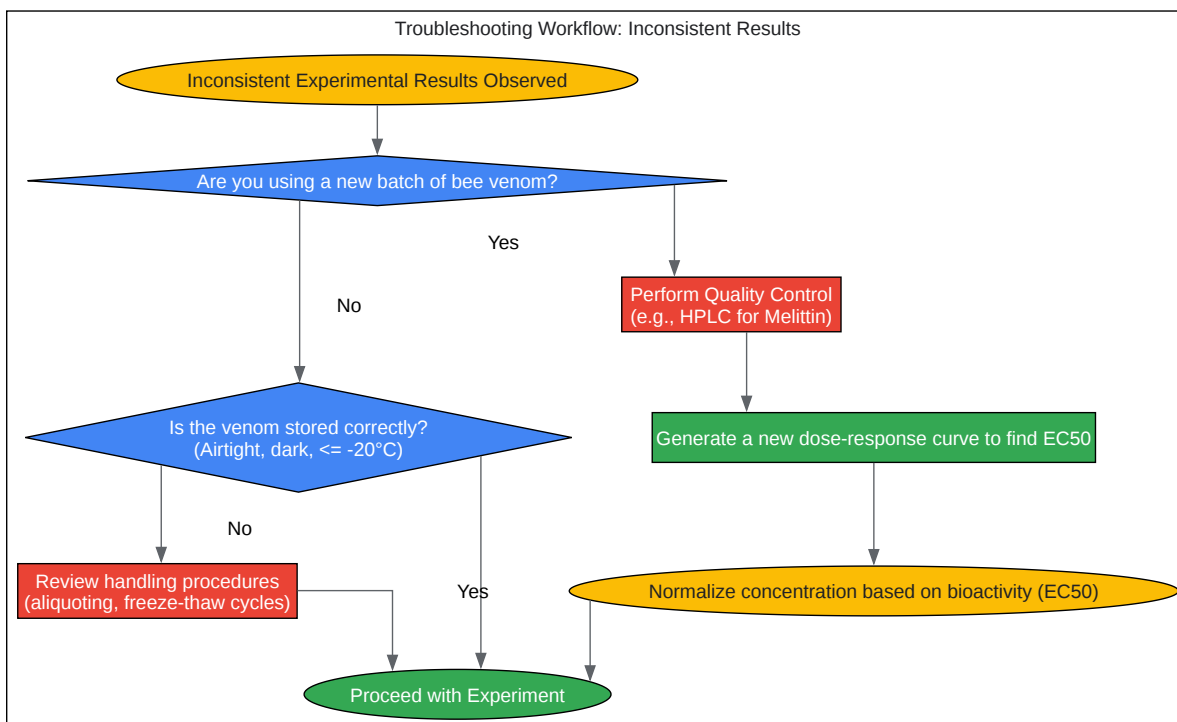 Troubleshooting Workflow: Inconsistent Results
Inconsistent Experimental Results Observed
Are you using a new batch of bee venom?
Yes
No
Perform Quality Control
(e.g., HPLC for Melittin)
Is the venom stored correctly?
(Airtight, dark, <= -20°C)
Generate a new dose-response curve to find EC50
No
Yes
Review handling procedures
(aliquoting, freeze-thaw cycles)
Normalize concentration based on bioactivity (EC50)
Proceed with Experiment